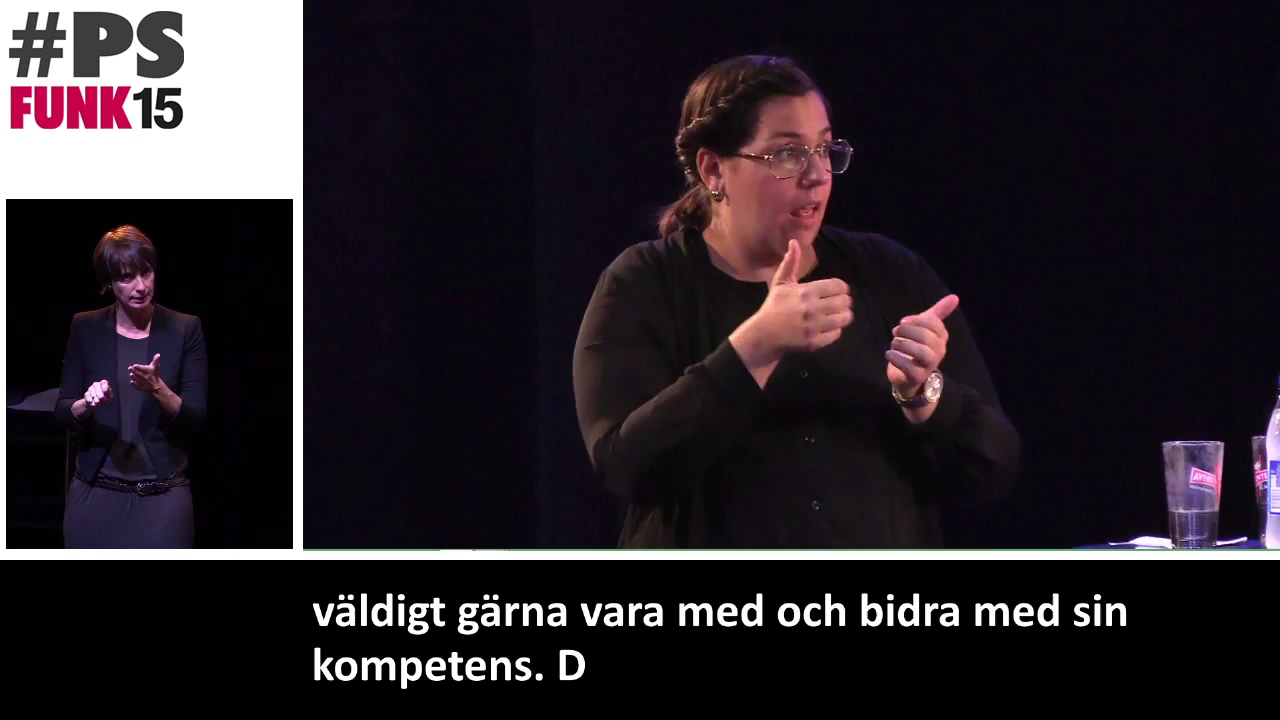 #PS
FUNK15
väldigt gärna vara med och bidra med sin
kompetens. D